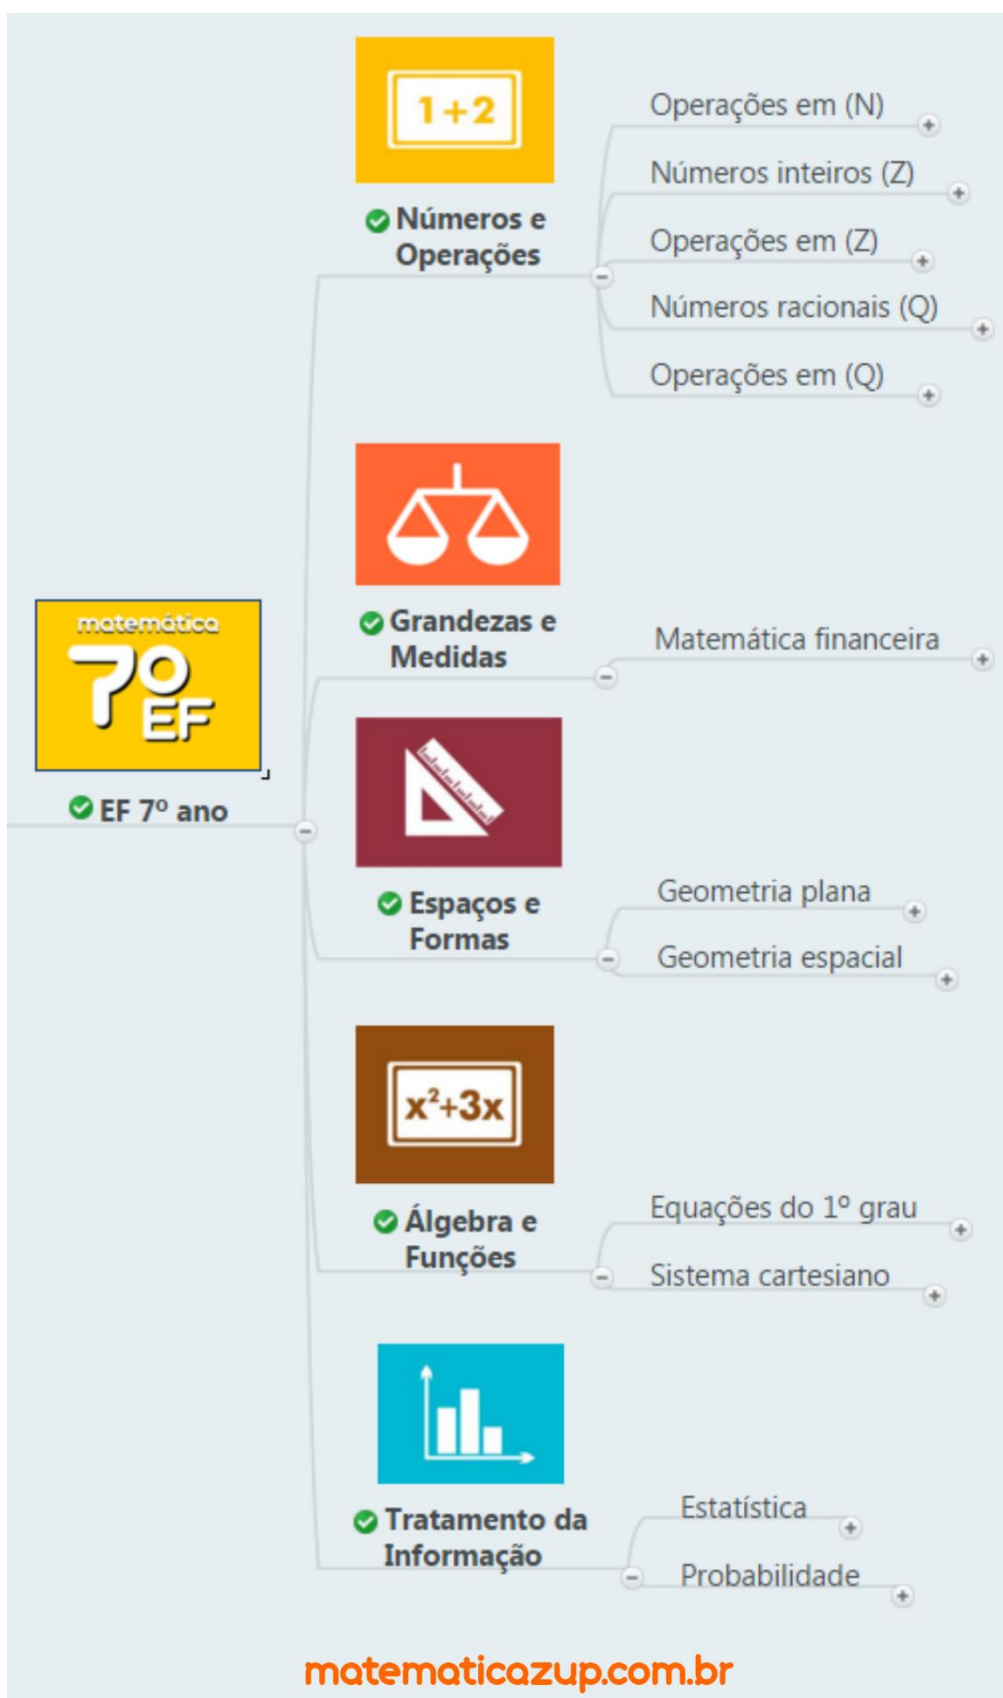 1+2
Números e
Operações
Operações em (N)
Números inteiros (Z)
Operações em (Z)
Números racionais (Q)
Operações em (Q)
matemática
7º
EF
EF 7º ano
Grandezas e
Medidas
Matemática financeira
Espaços e
Formas
Geometria plana
Geometria espacial
x²+3x
Álgebra e
Funções
Equações do 1º grau
Sistema cartesiano
Tratamento da
Informação
Estatística
Probabilidade
matematicazup.com.br